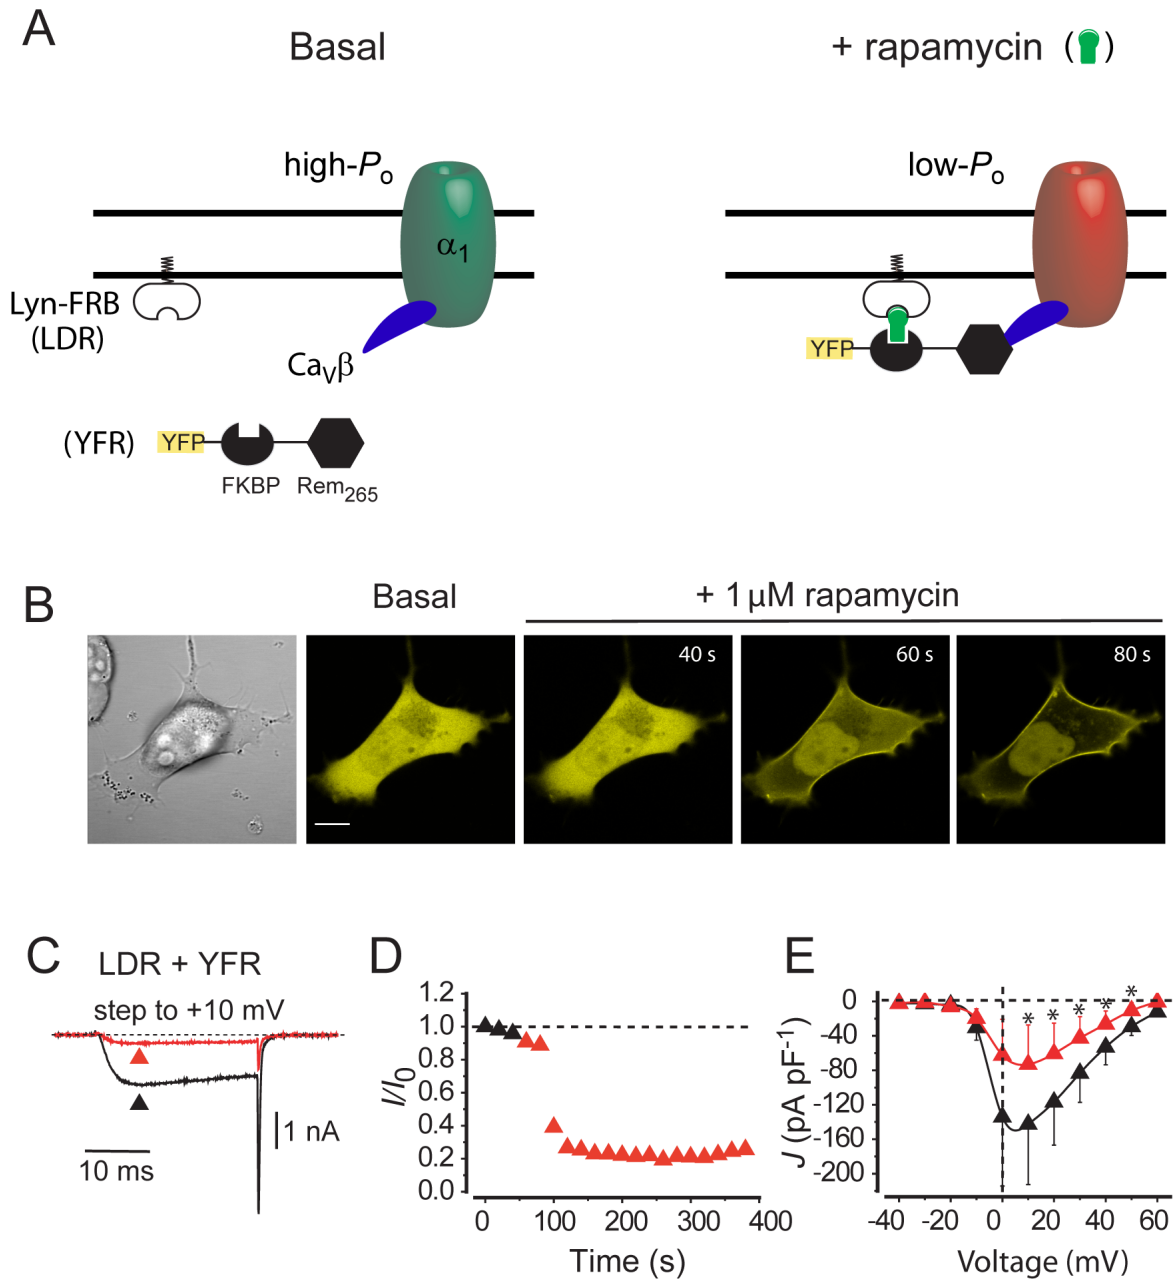 A
Basal
+ rapamycin ( )
high-Pₒ
low-Pₒ
α₁
Lyn-FRB
(LDR)
CaVβ
YFP
(YFR)
YFP
FKBP
Rem₂₆₅
B
Basal
+ 1 µM rapamycin
40 s
60 s
80 s
C
LDR + YFR
step to +10 mV
1 nA
10 ms
D
I/I₀
1.2
1.0
0.8
0.6
0.4
0.2
0.0
0
100
200
300
400
Time (s)
E
J (pA pF⁻¹)
0
-40
-80
-120
-160
-200
* * * * *
-40
-20
0
20
40
60
Voltage (mV)